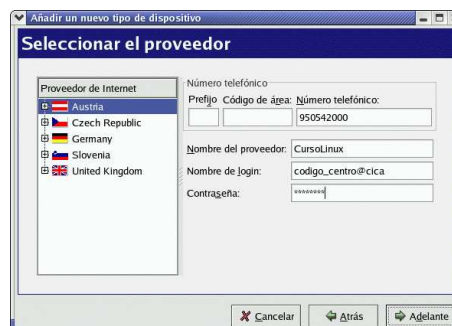 Añadir un nuevo tipo de dispositivo
Seleccionar el proveedor
Proveedor de Internet
Austria
Czech Republic
Germany
Slovenia
United Kingdom
Número telefónico
Prefijo Código de área: Número telefónico:
950542000
Nombre del proveedor: CursoLinux
Nombre de login: codigo_centro@cica
Contraseña: ********
Cancelar Atrás Adelante